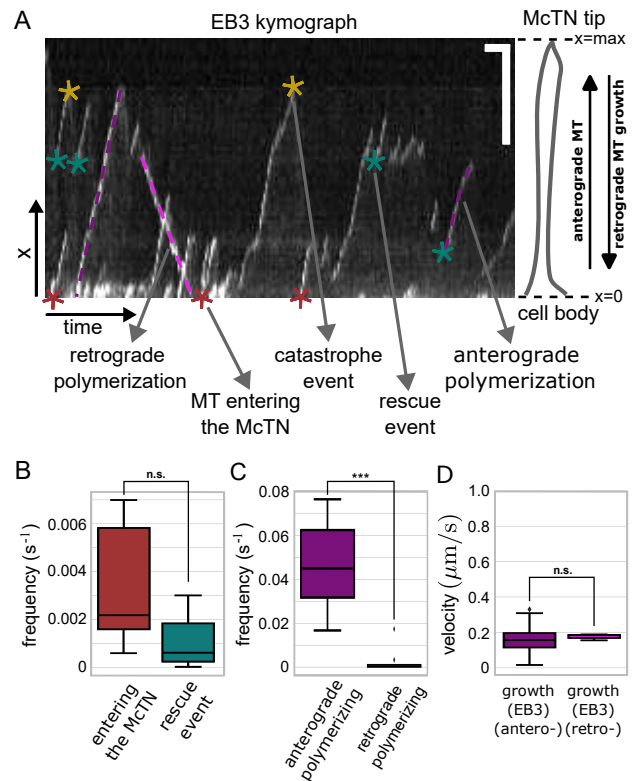 A
EB3 kymograph
McTN tip
x=max
anterograde MT
retrograde MT growth
x
time
x=0
cell body
retrograde
polymerization
catastrophe
event
anterograde
polymerization
MT entering
the McTN
rescue
event
B
n.s.
frequency (s⁻¹)
0.006
0.004
0.002
0
entering
the McTN
rescue
event
C
***
frequency (s⁻¹)
0.08
0.06
0.04
0.02
0
anterograde
polymerizing
retrograde
polymerizing
D
n.s.
velocity (μm/s)
1.0
0.8
0.6
0.4
0.2
0
growth
(EB3)
(antero-)
growth
(EB3)
(retro-)